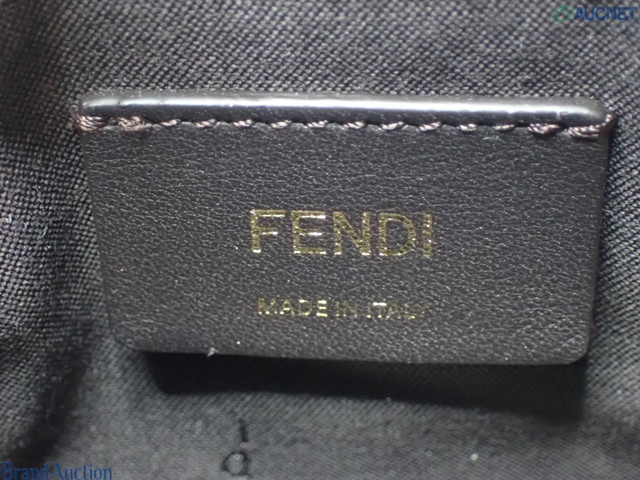 AUCNET
FENDI
MADE IN ITALY
Brand Auction